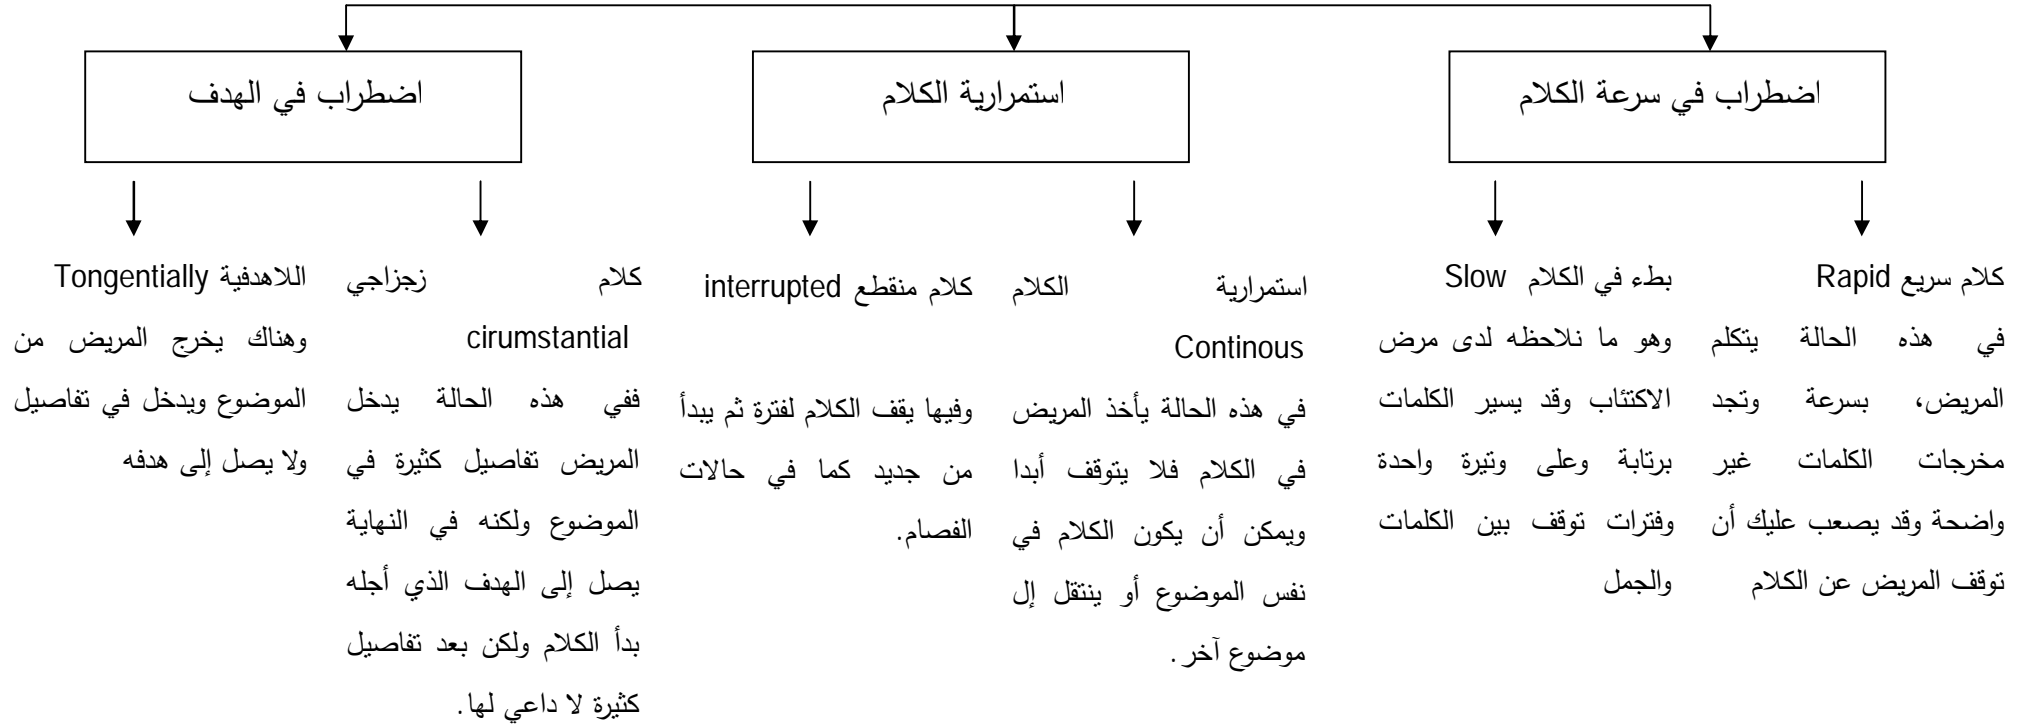 اضطراب في سرعة الكلام
استمرارية الكلام
اضطراب في الهدف
كلام سريع Rapid
في هذه الحالة يتكلم
المريض، بسرعة وتجد
مخرجات الكلمات غير
واضحة وقد يصعب عليك أن
توقف المريض عن الكلام
بطء في الكلام Slow
وهو ما نلاحظه لدى مرض
الاكتئاب وقد يسير الكلمات
برتابة وعلى وتيرة واحدة
وفترات توقف بين الكلمات
والجمل
استمرارية الكلام
Continous
في هذه الحالة يأخذ المريض
في الكلام فلا يتوقف أبدا
ويمكن أن يكون الكلام في
نفس الموضوع أو ينتقل إل
موضوع آخر.
كلام منقطع interrupted
وفيها يقف الكلام لفترة ثم يبدأ
من جديد كما في حالات
الفصام.
كلام زجزاجي
cirumstantial
ففي هذه الحالة يدخل
المريض تفاصيل كثيرة في
الموضوع ولكنه في النهاية
يصل إلى الهدف الذي أجله
بدأ الكلام ولكن بعد تفاصيل
كثيرة لا داعي لها.
اللاهدفية Tongentially
وهناك يخرج المريض من
الموضوع ويدخل في تفاصيل
ولا يصل إلى هدفه